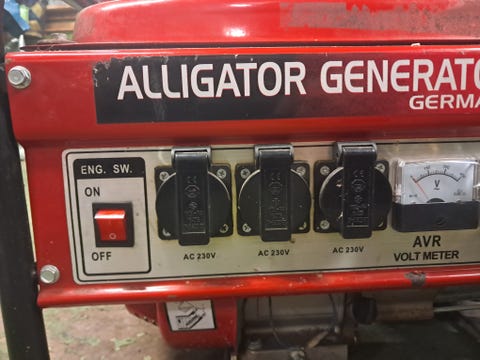 ALLIGATOR GENERATO
GERMA
ENG. SW.
ON
OFF
AC 230V
AC 230V
AC 230V
V
AVR
VOLT METER